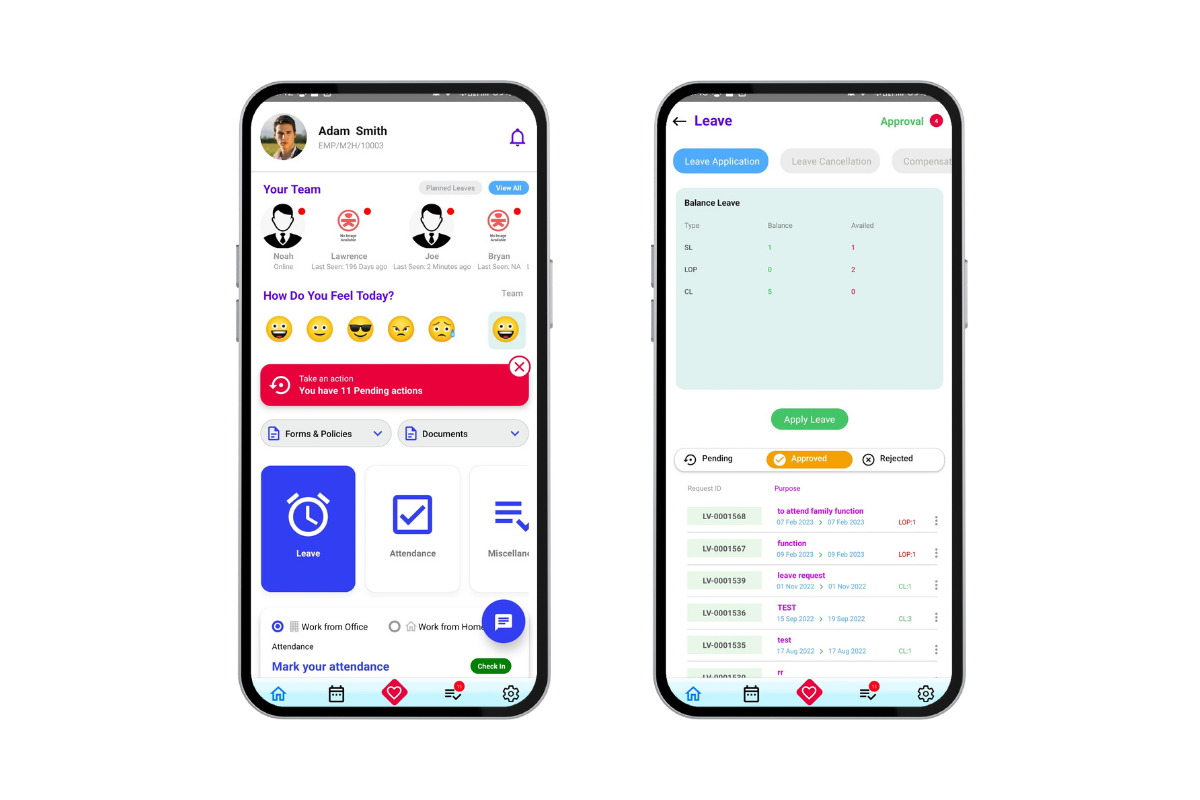 Adam Smith
EMP/M2H/10003
Your Team
Planned Leaves
View All
No Image
Available
No Image
Available
Noah
Lawrence
Joe
Bryan
Online
Last Seen: 196 Days ago
Last Seen: 2 Minutes ago
Last Seen: NA
L
How Do You Feel Today?
Team
Take an action
You have 11 Pending actions
Forms & Policies
Documents
Leave
Attendance
Miscellane
Work from Office
Work from Home
Attendance
Mark your attendance
Check In
11
Leave
Approval
4
Leave Application
Leave Cancellation
Compensat
Balance Leave
Type Balance Availed
SL 1 1
LOP 0 2
CL 5 0
Apply Leave
Pending
Approved
Rejected
Request ID
Purpose
LV-0001568
to attend family function
07 Feb 2023 > 07 Feb 2023
LOP:1
LV-0001567
function
09 Feb 2023 > 09 Feb 2023
LOP:1
LV-0001539
leave request
01 Nov 2022 > 01 Nov 2022
CL:1
LV-0001536
TEST
15 Sep 2022 > 19 Sep 2022
CL:3
LV-0001535
test
17 Aug 2022 > 17 Aug 2022
CL:1
rr
11